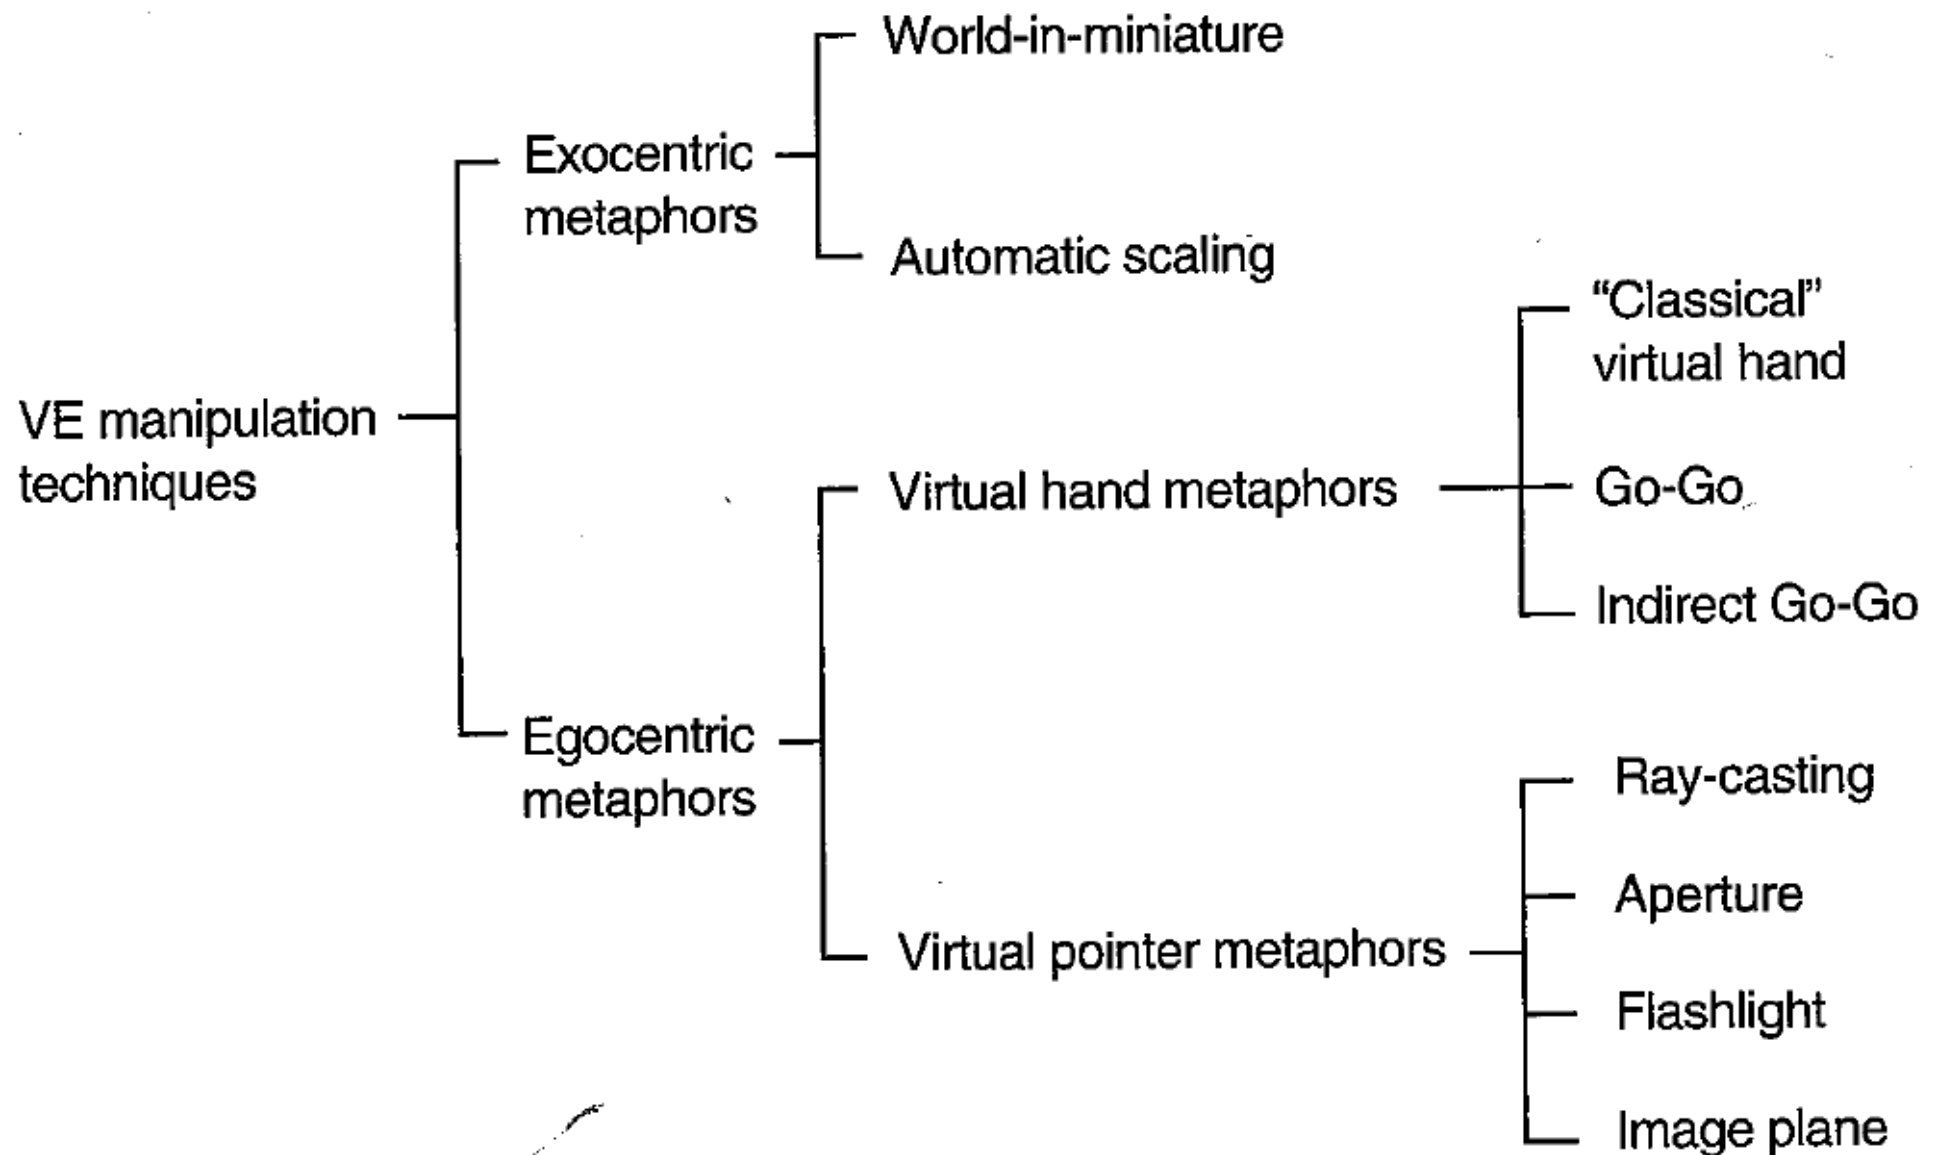 World-in-miniature
Exocentric
metaphors
Automatic scaling
“Classical”
virtual hand
VE manipulation
techniques
Virtual hand metaphors
Go-Go
Indirect Go-Go
Egocentric
metaphors
Ray-casting
Aperture
Virtual pointer metaphors
Flashlight
Image plane